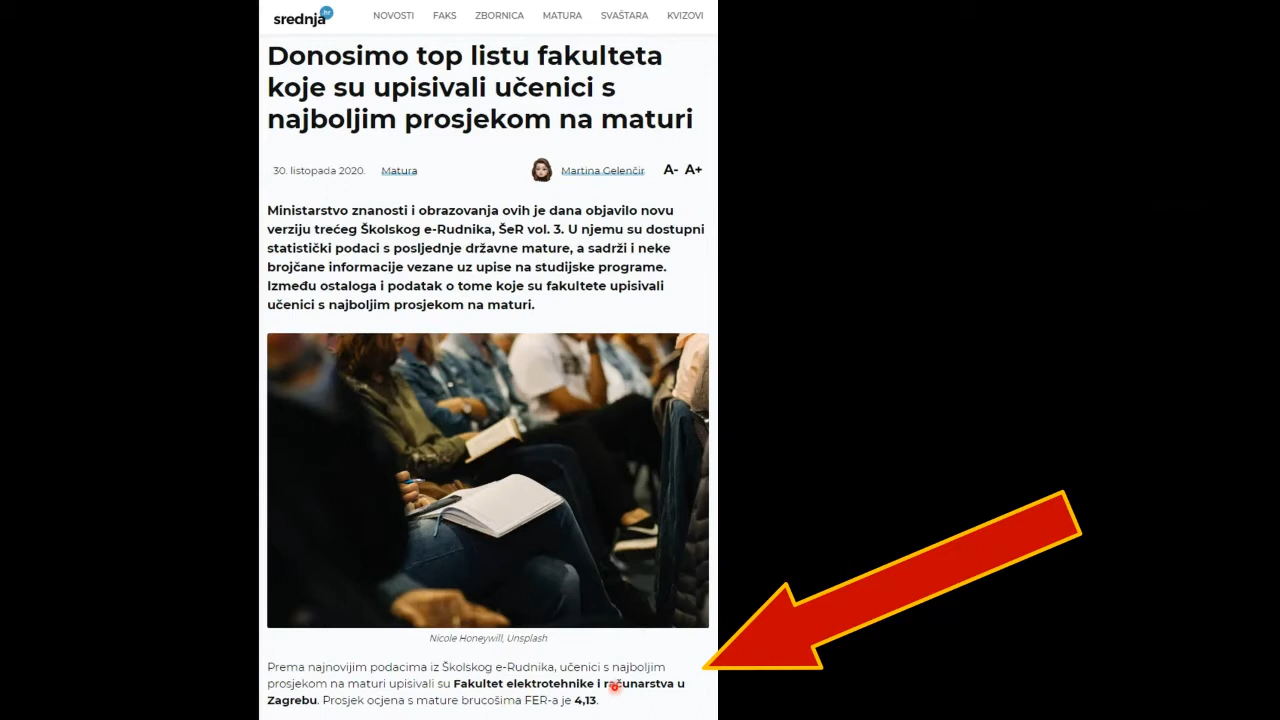 srednja.hr
NOVOSTI FAKS ZBORNICA MATURA SVAŠTARA KVIZOVI
Donosimo top listu fakulteta
koje su upisivali učenici s
najboljim prosjekom na maturi
30. listopada 2020. Matura Martina Gelenčir A- A+
Ministarstvo znanosti i obrazovanja ovih je dana objavilo novu
verziju trećeg Školskog e-Rudnika, ŠeR vol. 3. U njemu su dostupni
statistički podaci s posljednje državne mature, a sadrži i neke
brojčane informacije vezane uz upise na studijske programe.
Između ostaloga i podatak o tome koje su fakultete upisivali
učenici s najboljim prosjekom na maturi.
Nicole Honeywill, Unsplash
Prema najnovijim podacima iz Školskog e-Rudnika, učenici s najboljim
prosjekom na maturi upisivali su Fakultet elektrotehnike i računarstva u
Zagrebu. Prosjek ocjena s mature brucošima FER-a je 4,13.